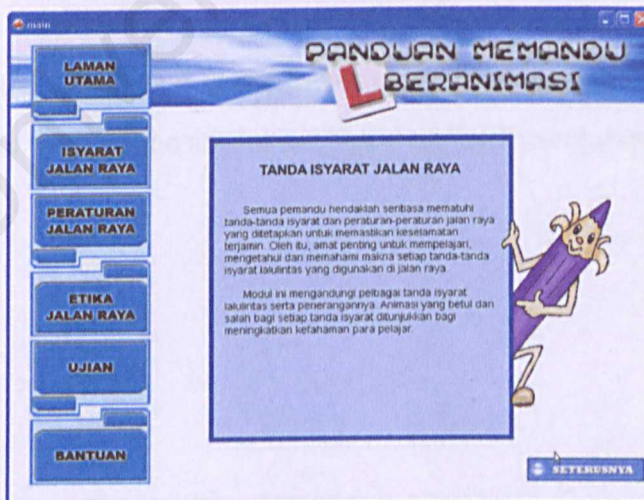 main
PANDUAN MEMANDU
L BERANIMASI
LAMAN
UTAMA
ISYARAT
JALAN RAYA
PERATURAN
JALAN RAYA
ETIKA
JALAN RAYA
UJIAN
BANTUAN
TANDA ISYARAT JALAN RAYA
Semua pemandu hendaklah sentiasa mematuhi
tanda-tanda isyarat dan peraturan-peraturan jalan raya
yang ditetapkan untuk memastikan keselamatan
terjamin. Oleh itu, amat penting untuk mempelajari,
mengetahui dan memahami makna setiap tanda-tanda
isyarat lalulintas yang digunakan di jalan raya.
Modul ini mengandungi pelbagai tanda isyarat
lalulintas serta penerangannya. Animasi yang betul dan
salah bagi setiap tanda isyarat ditunjukkan bagi
meningkatkan kefahaman para pelajar.
SETERUSNYA